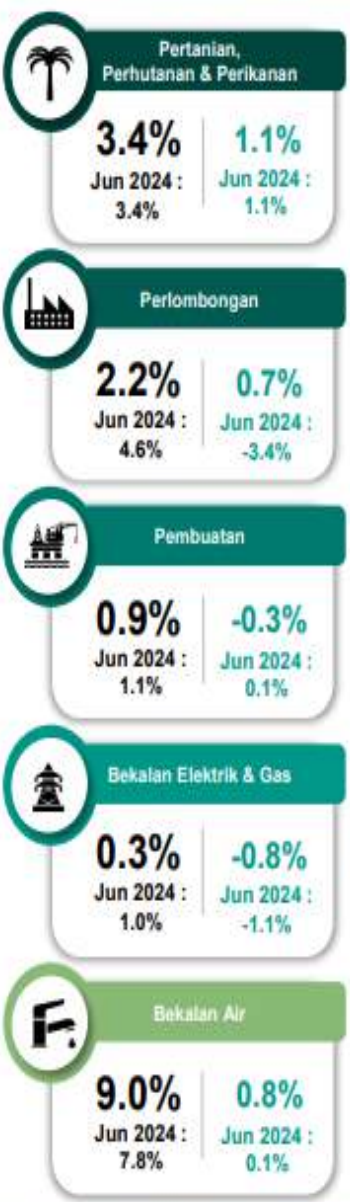 Pertanian,
Perhutanan & Perikanan
3.4%
Jun 2024 :
3.4%
1.1%
Jun 2024 :
1.1%
Perlombongan
2.2%
Jun 2024 :
4.6%
0.7%
Jun 2024 :
-3.4%
Pembuatan
0.9%
Jun 2024 :
1.1%
-0.3%
Jun 2024 :
0.1%
Bekalan Elektrik & Gas
0.3%
Jun 2024 :
1.0%
-0.8%
Jun 2024 :
-1.1%
Bekalan Air
9.0%
Jun 2024 :
7.8%
0.8%
Jun 2024 :
0.1%